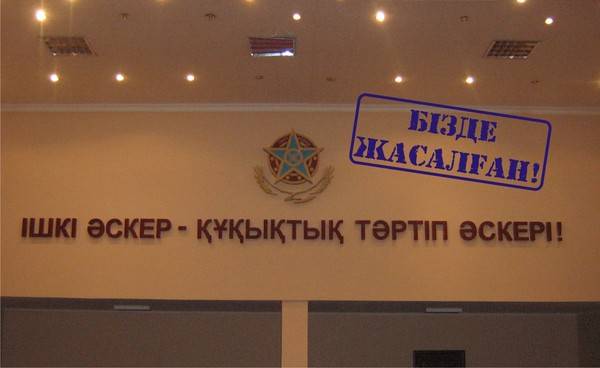 БІЗДЕ
ЖАСАЛҒАН!
ІШКІ ӘСКЕР - ҚҰҚЫҚТЫҚ ТӘРТІП ӘСКЕРІ!